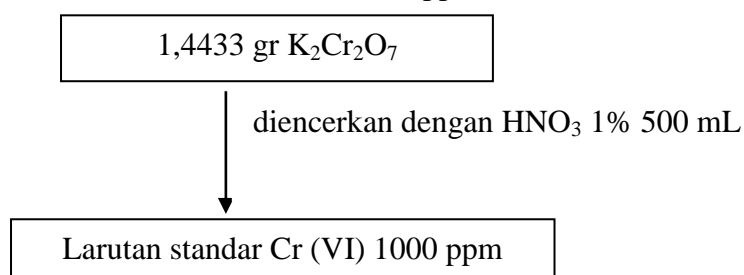 1,4433 gr K₂Cr₂O₇
diencerkan dengan HNO₃ 1% 500 mL
Larutan standar Cr (VI) 1000 ppm